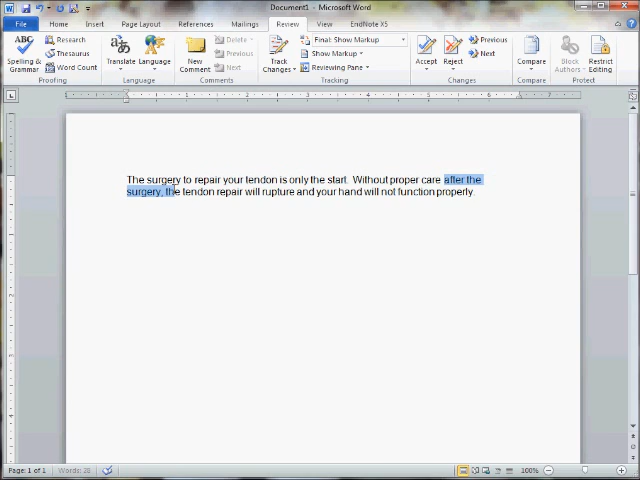 Document1 - Microsoft Word
File Home Insert Page Layout References Mailings Review View EndNote X5
ABC Research Delete Previous Final: Show Markup Previous
Thesaurus Previous Show Markup Next
Spelling & Grammar Word Count Translate Language New Comment Next Track Changes Reviewing Pane Accept Reject Compare Block Authors Restrict Editing
Proofing Language Comments Tracking Changes Compare Protect
The surgery to repair your tendon is only the start. Without proper care after the
surgery, the tendon repair will rupture and your hand will not function properly.
Page: 1 of 1 Words: 28 100%